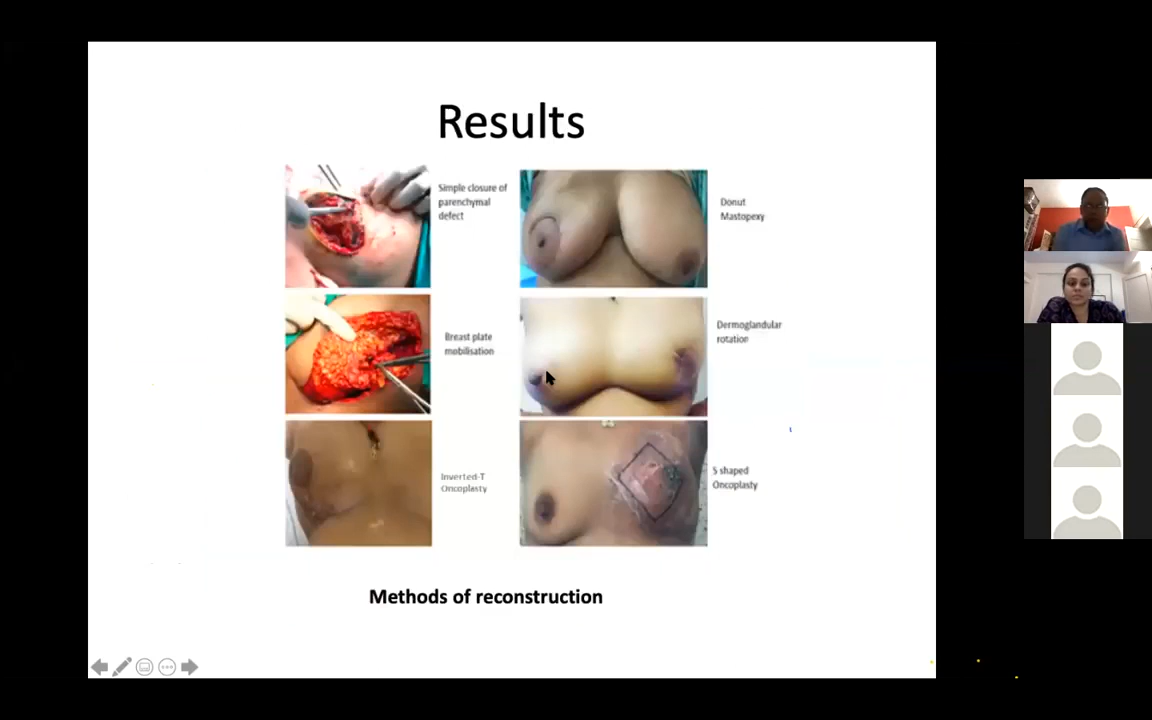 Results
Simple closure of
parenchymal
defect
Donut
Mastopexy
Breast plate
mobilisation
Dermoglandular
rotation
Inverted-T
Oncoplasty
S shaped
Oncoplasty
Methods of reconstruction